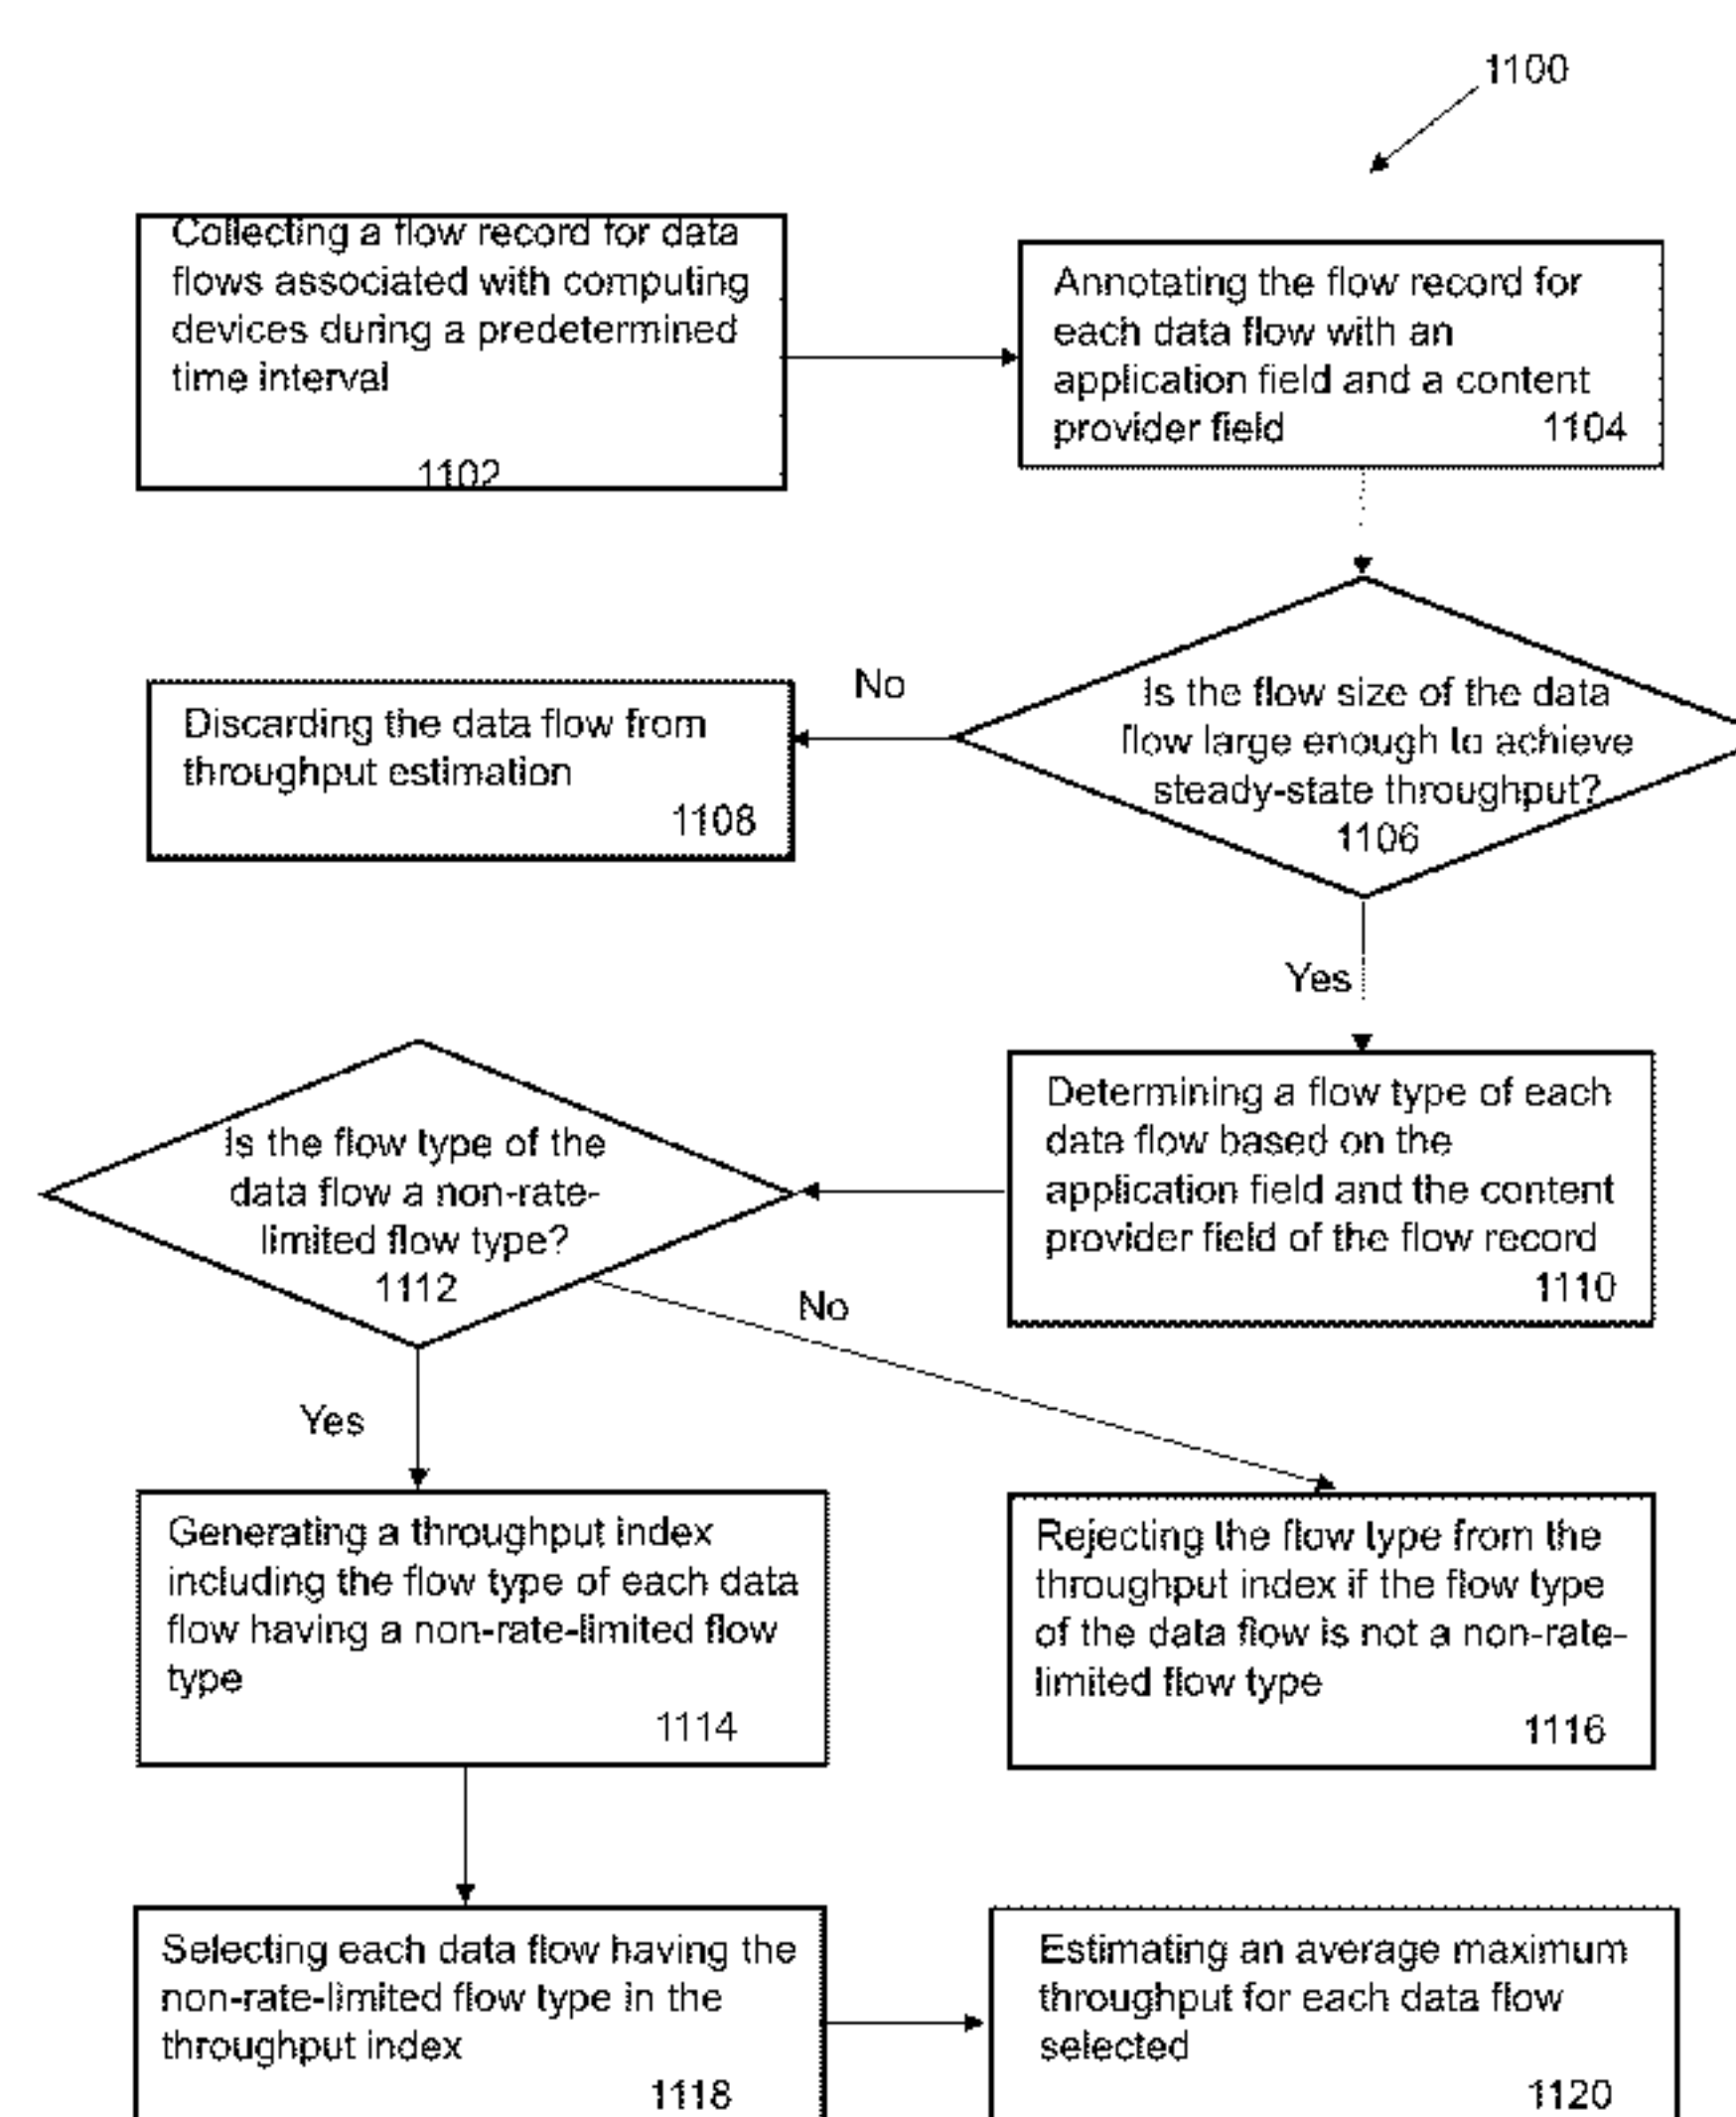 1100
Collecting a flow record for data
flows associated with computing
devices during a predetermined
time interval
1102
Annotating the flow record for
each data flow with an
application field and a content
provider field
1104
Is the flow size of the data
flow large enough to achieve
steady-state throughput?
1106
No
Discarding the data flow from
throughput estimation
1108
Yes
Determining a flow type of each
data flow based on the
application field and the content
provider field of the flow record
1110
Is the flow type of the
data flow a non-rate-
limited flow type?
1112
No
Yes
Generating a throughput index
including the flow type of each data
flow having a non-rate-limited flow
type
1114
Rejecting the flow type from the
throughput index if the flow type
of the data flow is not a non-rate-
limited flow type
1116
Selecting each data flow having the
non-rate-limited flow type in the
throughput index
1118
Estimating an average maximum
throughput for each data flow
selected
1120